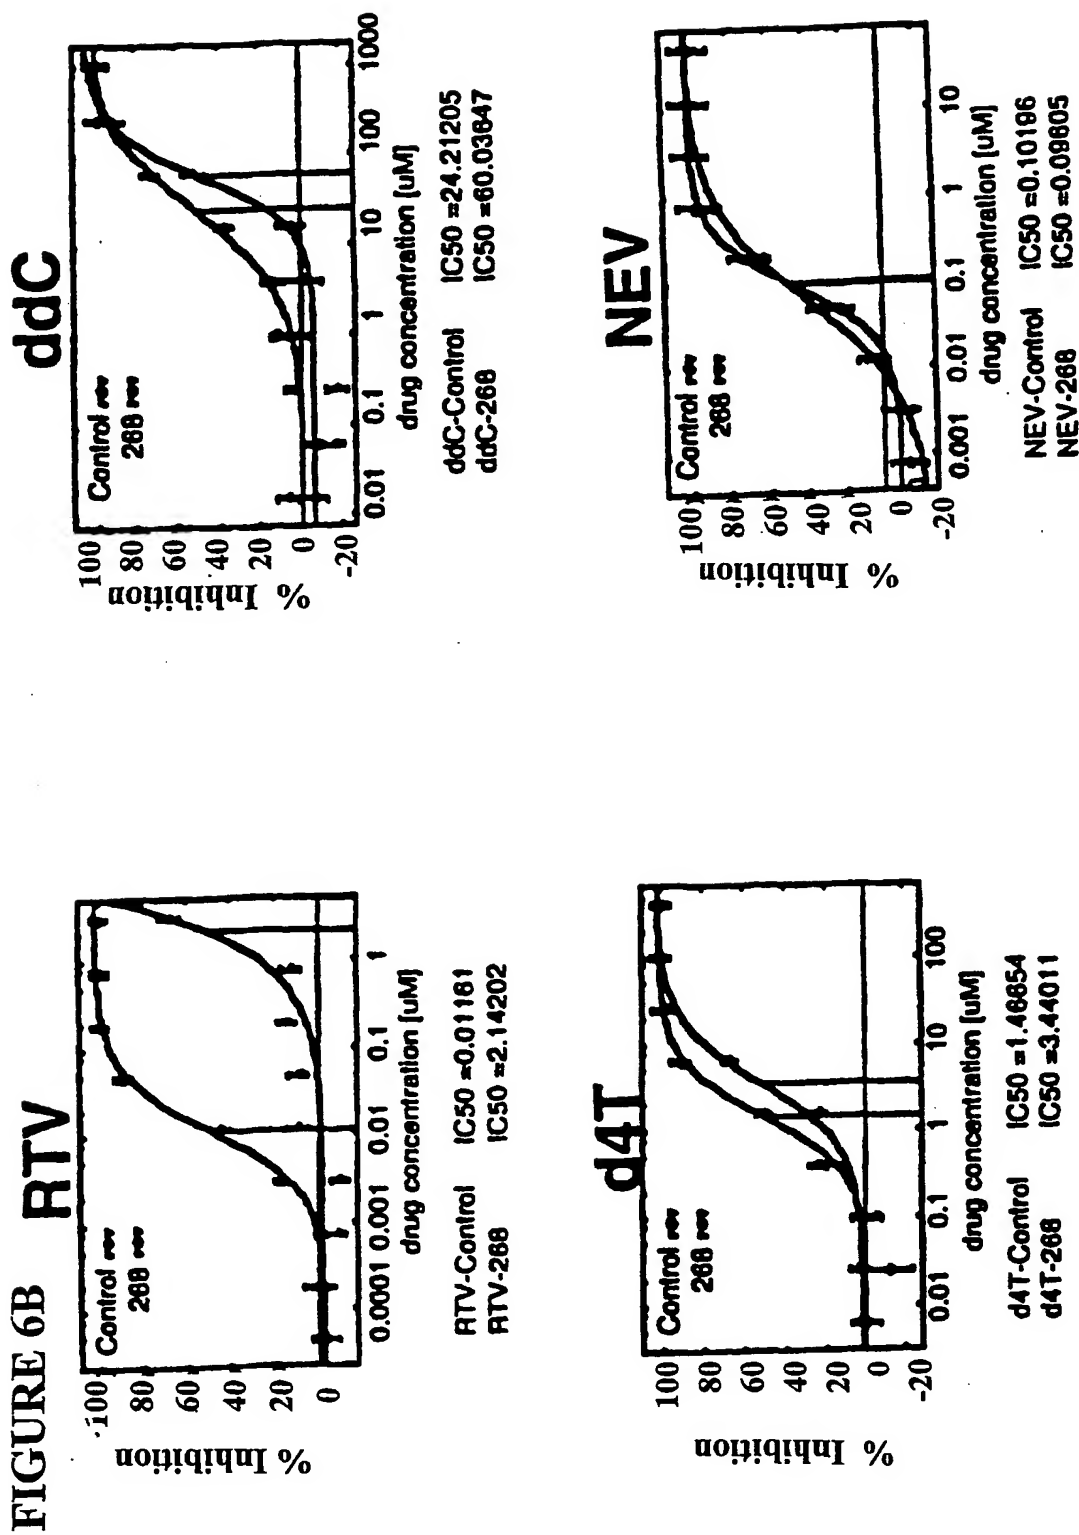 FIGURE 6B
RTV
% Inhibition
100
80
60
40
20
0
Control
268
0.0001 0.001 0.01 0.1 1
drug concentration [uM]
RTV-Control IC50 =0.01161
RTV-268 IC50 =2.14202
ddC
% Inhibition
100
80
60
40
20
0
-20
Control
268
0.01 0.1 1 10 100 1000
drug concentration [uM]
ddC-Control IC50 =24.21205
ddC-268 IC50 =60.03647
d4T
% Inhibition
100
80
60
40
20
0
-20
Control
268
0.01 0.1 1 10 100
drug concentration [uM]
d4T-Control IC50 =1.46654
d4T-268 IC50 =3.44011
NEV
% Inhibition
100
80
60
40
20
0
-20
Control
268
0.001 0.01 0.1 1 10
drug concentration [uM]
NEV-Control IC50 =0.10196
NEV-268 IC50 =0.09605